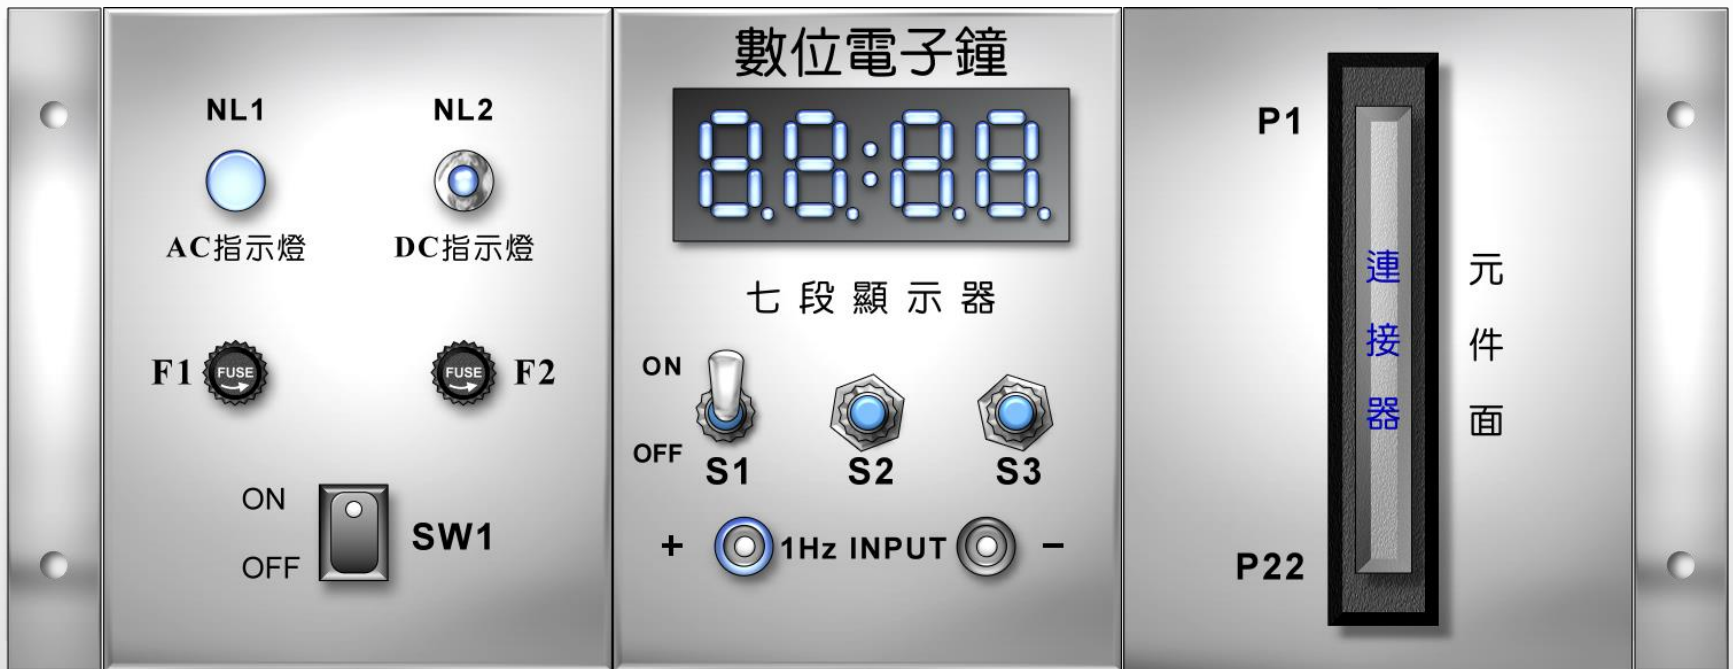 NL1
NL2
AC指示燈
DC指示燈
F1
FUSE
FUSE
F2
ON
OFF
SW1
數位電子鐘
88:88
七段顯示器
ON
OFF
S1
S2
S3
+
1Hz INPUT
−
P1
P22
連接器
元件面